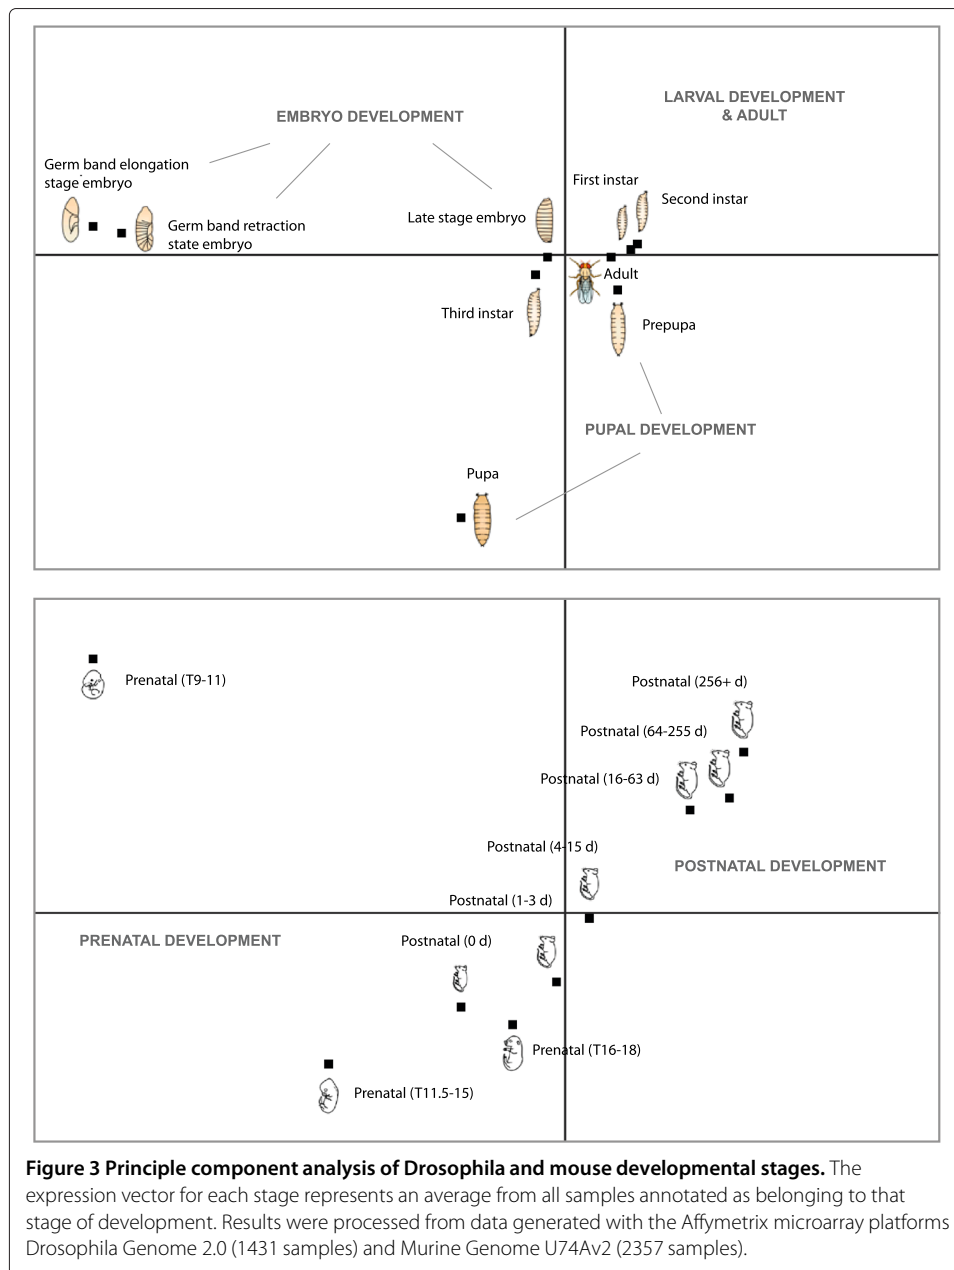 EMBRYO DEVELOPMENT
LARVAL DEVELOPMENT
& ADULT
Germ band elongation
stage embryo
Germ band retraction
state embryo
Late stage embryo
First instar
Second instar
Adult
Third instar
Prepupa
PUPAL DEVELOPMENT
Pupa
Prenatal (T9-11)
Postnatal (256+ d)
Postnatal (64-255 d)
Postnatal (16-63 d)
Postnatal (4-15 d)
POSTNATAL DEVELOPMENT
Postnatal (1-3 d)
PRENATAL DEVELOPMENT
Postnatal (0 d)
Prenatal (T16-18)
Prenatal (T11.5-15)
Figure 3 Principle component analysis of Drosophila and mouse developmental stages. The
expression vector for each stage represents an average from all samples annotated as belonging to that
stage of development. Results were processed from data generated with the Affymetrix microarray platforms
Drosophila Genome 2.0 (1431 samples) and Murine Genome U74Av2 (2357 samples).